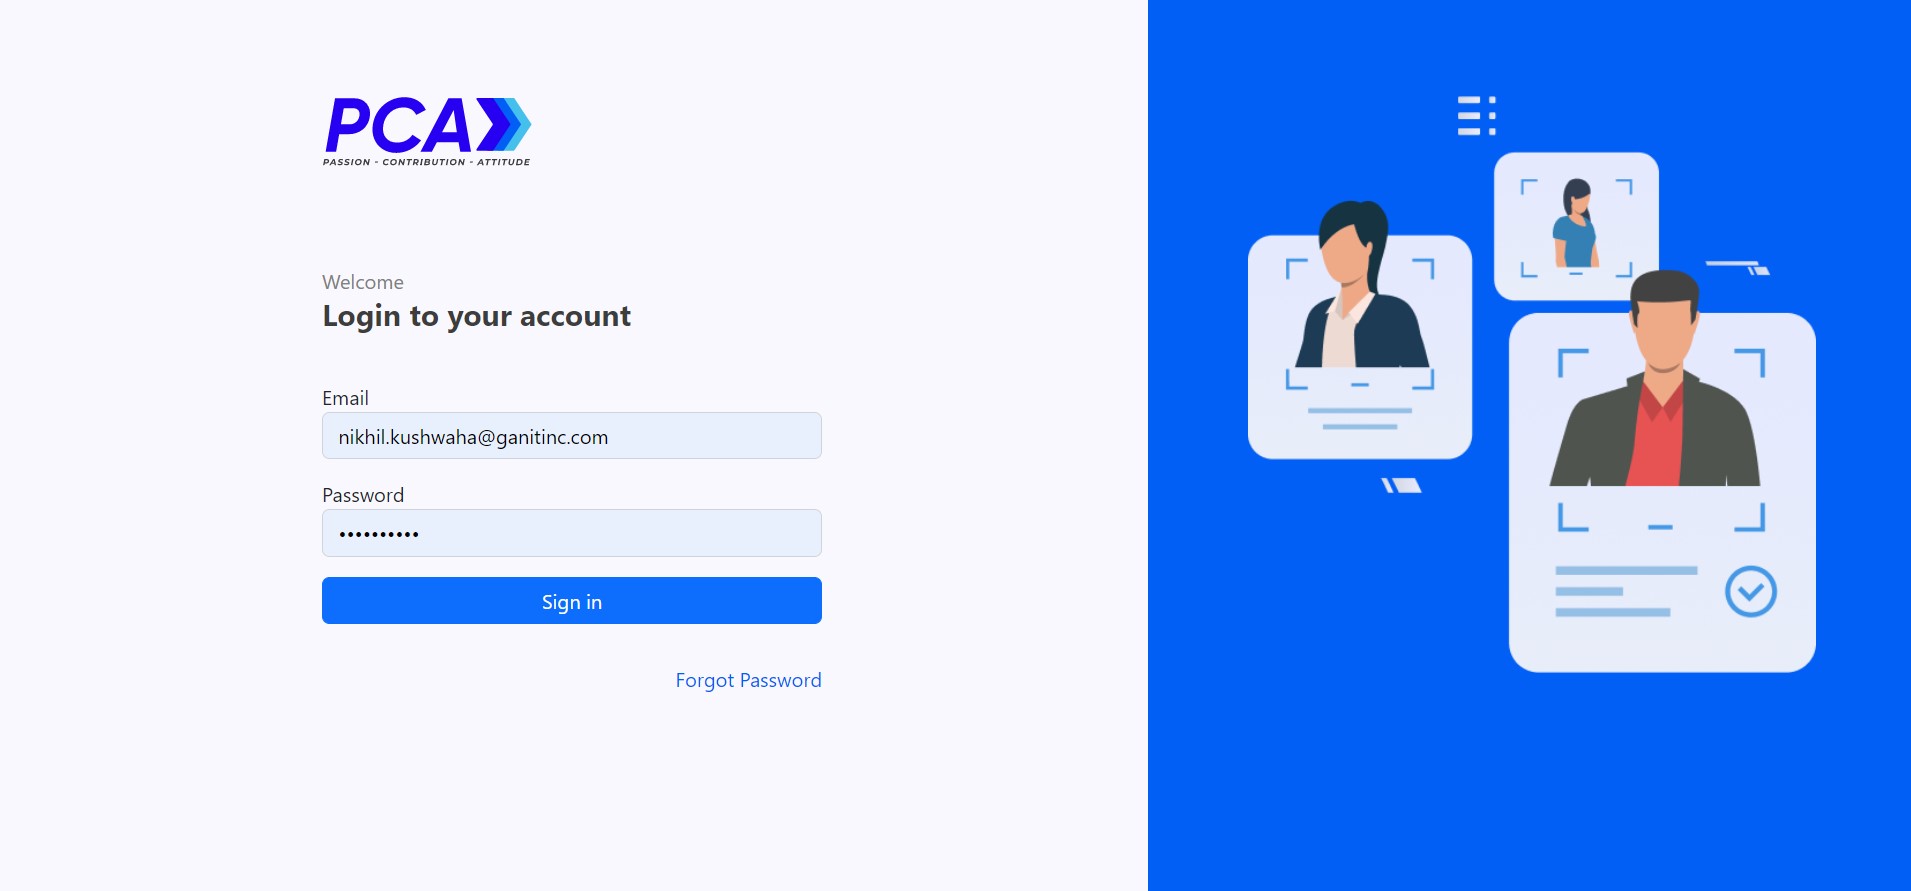 PCA
PASSION - CONTRIBUTION - ATTITUDE
Welcome
Login to your account
Email
nikhil.kushwaha@ganitinc.com
Password
••••••••••
Sign in
Forgot Password